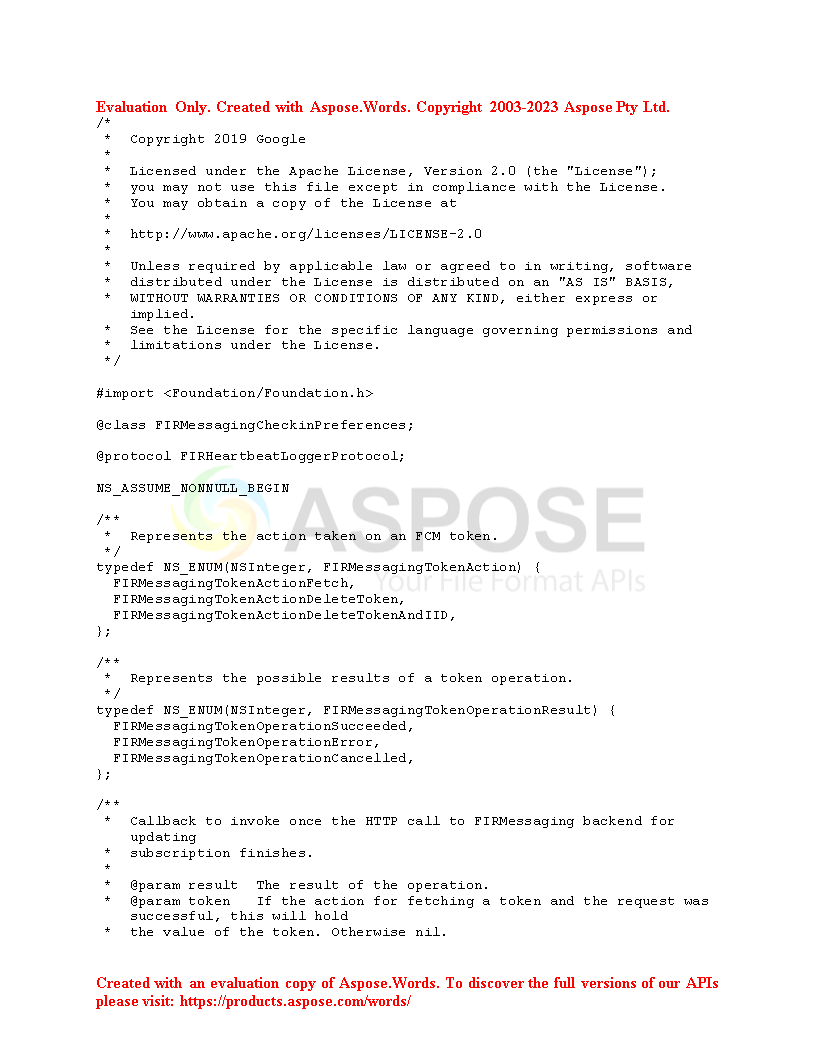 Evaluation Only. Created with Aspose.Words. Copyright 2003-2023 Aspose Pty Ltd.
/*
 *  Copyright 2019 Google
 *
 *  Licensed under the Apache License, Version 2.0 (the "License");
 *  you may not use this file except in compliance with the License.
 *  You may obtain a copy of the License at
 *
 *  http://www.apache.org/licenses/LICENSE-2.0
 *
 *  Unless required by applicable law or agreed to in writing, software
 *  distributed under the License is distributed on an "AS IS" BASIS,
 *  WITHOUT WARRANTIES OR CONDITIONS OF ANY KIND, either express or
    implied.
 *  See the License for the specific language governing permissions and
 *  limitations under the License.
 */

#import <Foundation/Foundation.h>

@class FIRMessagingCheckinPreferences;

@protocol FIRHeartbeatLoggerProtocol;

NS_ASSUME_NONNULL_BEGIN

ASPOSE
/**
 *  Represents the action taken on an FCM token.
 */
typedef NS_ENUM(NSInteger, FIRMessagingTokenAction) {
Your File Format APIs
  FIRMessagingTokenActionFetch,
  FIRMessagingTokenActionDeleteToken,
  FIRMessagingTokenActionDeleteTokenAndIID,
};

/**
 *  Represents the possible results of a token operation.
 */
typedef NS_ENUM(NSInteger, FIRMessagingTokenOperationResult) {
  FIRMessagingTokenOperationSucceeded,
  FIRMessagingTokenOperationError,
  FIRMessagingTokenOperationCancelled,
};

/**
 *  Callback to invoke once the HTTP call to FIRMessaging backend for
    updating
 *  subscription finishes.
 *
 *  @param result  The result of the operation.
 *  @param token   If the action for fetching a token and the request was
    successful, this will hold
 *  the value of the token. Otherwise nil.
Created with an evaluation copy of Aspose.Words. To discover the full versions of our APIs
please visit: https://products.aspose.com/words/